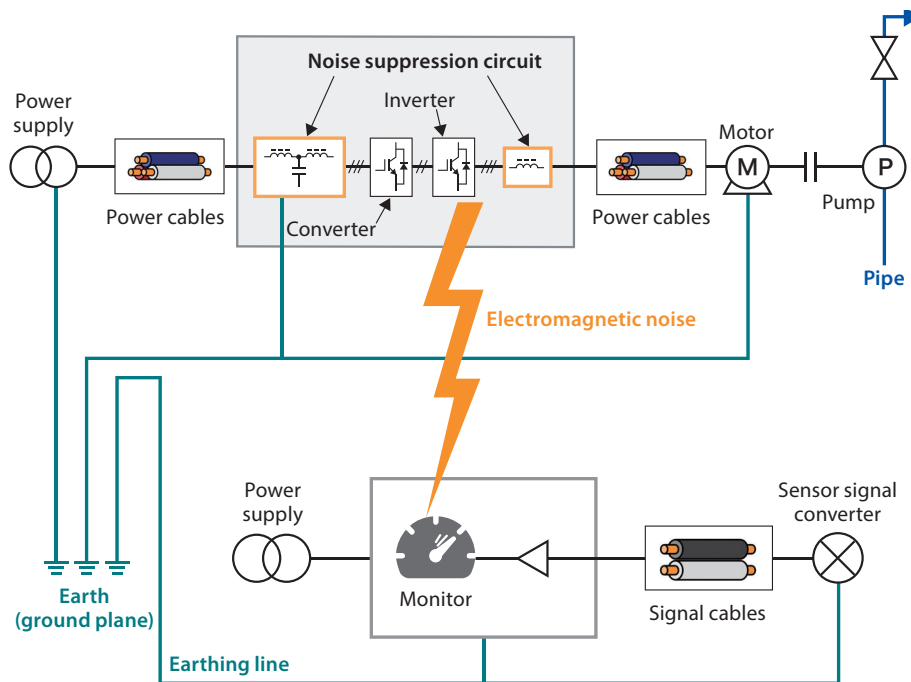 Noise suppression circuit
Power
supply
Inverter
Motor
M
P
Power cables
Converter
Power cables
Pump
Pipe
Electromagnetic noise
Power
supply
Sensor signal
converter
Monitor
Signal cables
Earth
(ground plane)
Earthing line